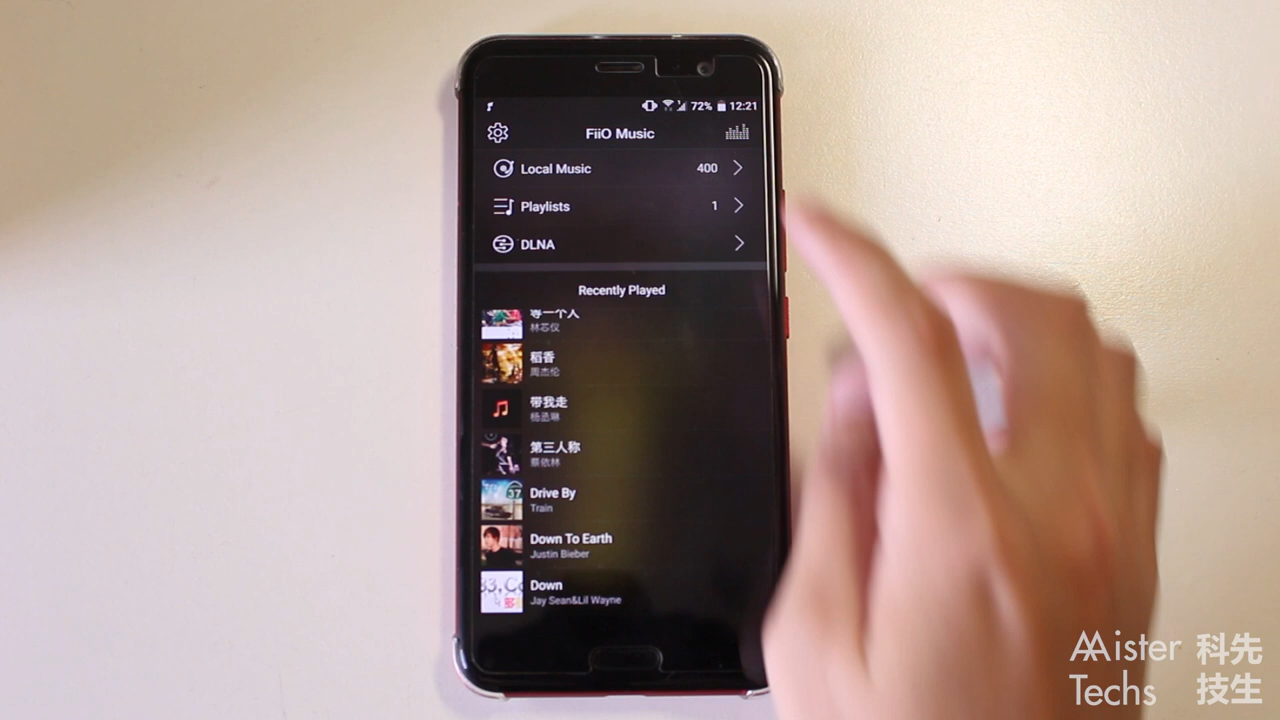 72% 12:21
FiiO Music
Local Music 400
Playlists 1
DLNA
Recently Played
等一个人
林芯仪
稻香
周杰伦
带我走
杨丞琳
第三人称
蔡依林
37
Drive By
Train
Down To Earth
Justin Bieber
Down
Jay Sean&Lil Wayne
Mister 科先
Techs 技生